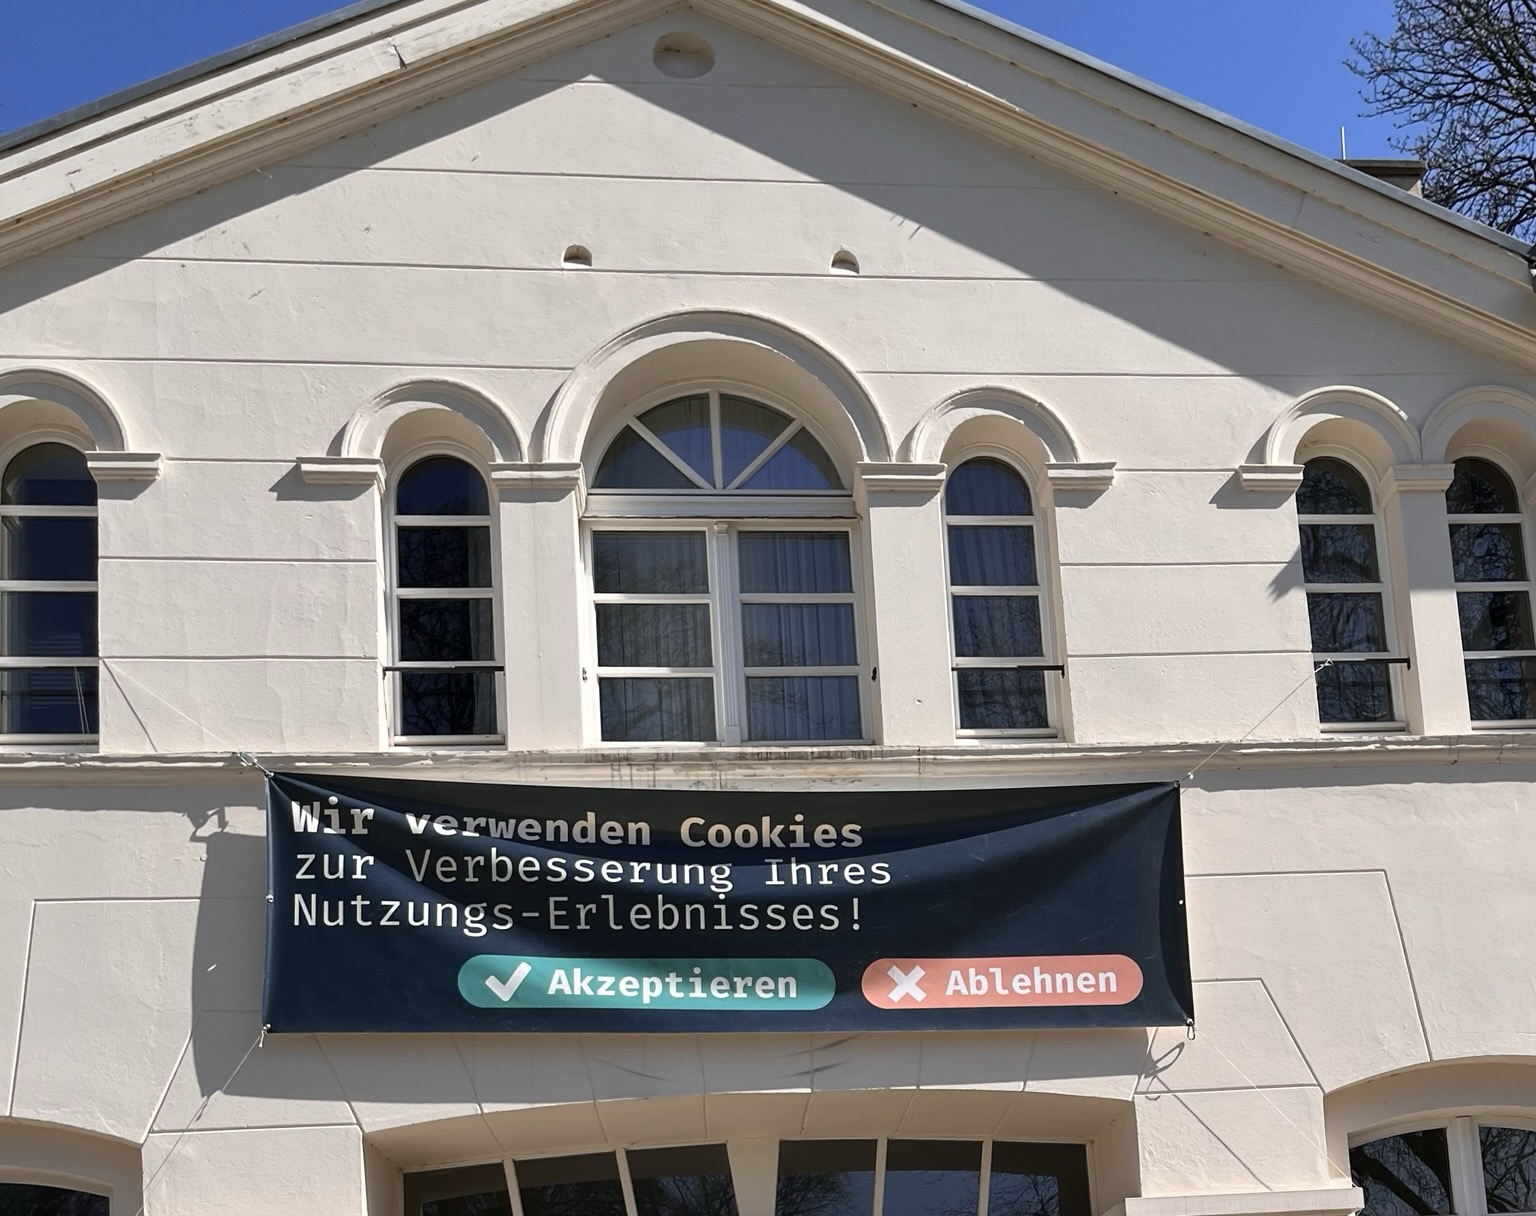 Wir verwenden Cookies
zur Verbesserung Ihres
Nutzungs-Erlebnisses!
Akzeptieren
Ablehnen